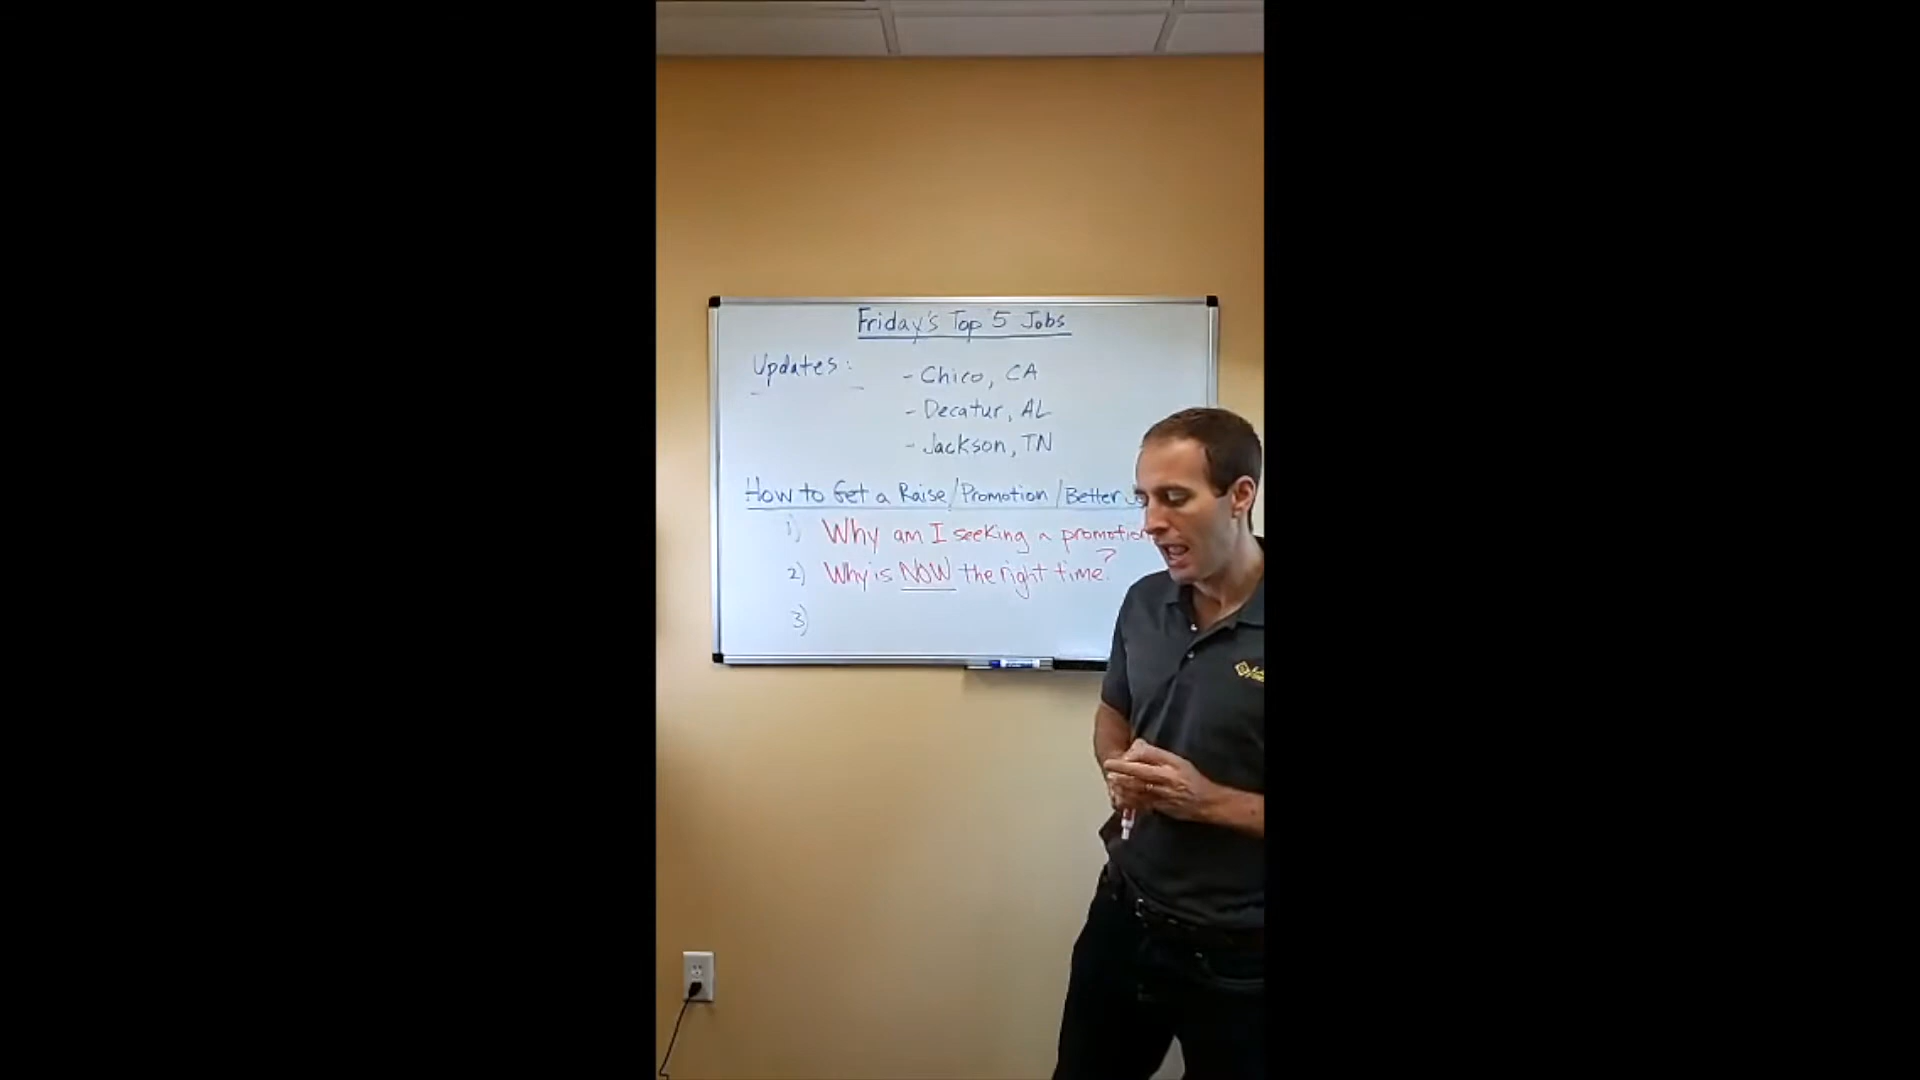 Friday's Top 5 Jobs
Updates:
- Chico, CA
- Decatur, AL
- Jackson, TN
How to Get a Raise/Promotion/Better
1) Why am I seeking a promotion
?
2) Why is NOW the right time?
3)